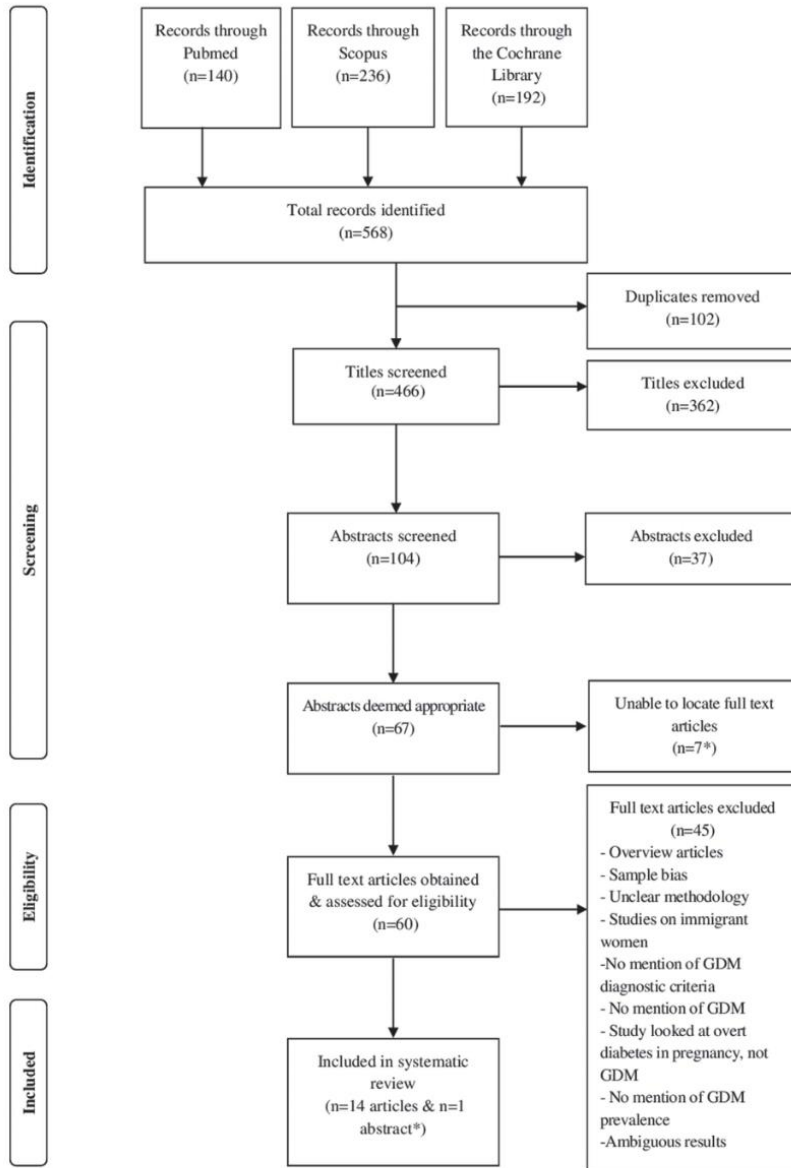 Identification
Records through
Pubmed
(n=140)
Records through
Scopus
(n=236)
Records through
the Cochrane
Library
(n=192)
Total records identified
(n=568)
Duplicates removed
(n=102)
Screening
Titles screened
(n=466)
Titles excluded
(n=362)
Abstracts screened
(n=104)
Abstracts excluded
(n=37)
Abstracts deemed appropriate
(n=67)
Unable to locate full text
articles
(n=7*)
Eligibility
Full text articles obtained
& assessed for eligibility
(n=60)
Full text articles excluded
(n=45)
- Overview articles
- Sample bias
- Unclear methodology
- Studies on immigrant
women
-No mention of GDM
diagnostic criteria
- No mention of GDM
- Study looked at overt
diabetes in pregnancy, not
GDM
- No mention of GDM
prevalence
-Ambiguous results
Included
Included in systematic
review
(n=14 articles & n=1
abstract*)